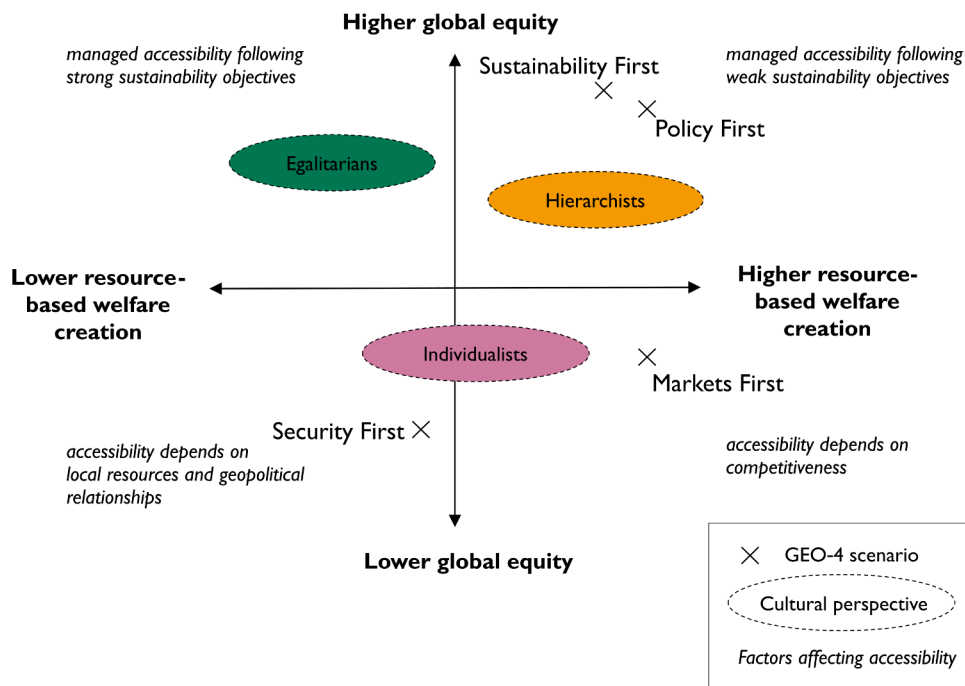 Higher global equity
managed accessibility following
strong sustainability objectives
managed accessibility following
weak sustainability objectives
Sustainability First
Policy First
Egalitarians
Hierarchists
Lower resource-
based welfare
creation
Higher resource-
based welfare
creation
Individualists
Markets First
Security First
accessibility depends on
local resources and geopolitical
relationships
accessibility depends on
competitiveness
Lower global equity
GEO-4 scenario
Cultural perspective
Factors affecting accessibility